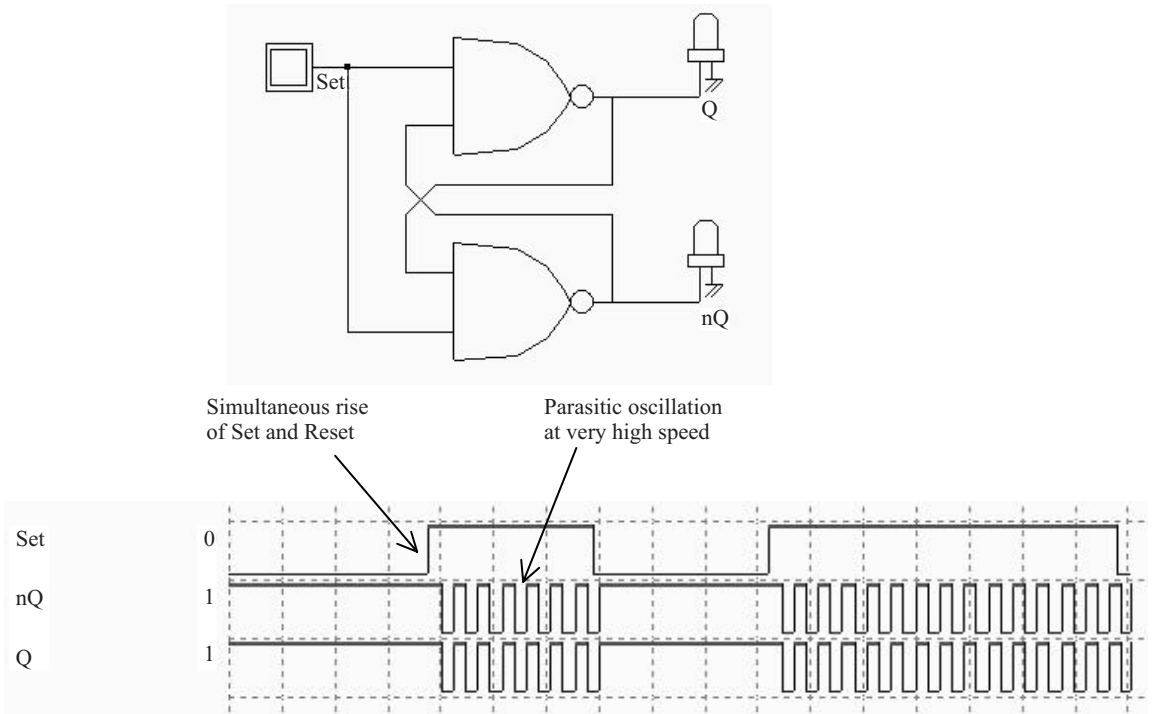 Set
Q
nQ
Simultaneous rise
of Set and Reset
Parasitic oscillation
at very high speed
Set 0
nQ 1
Q 1